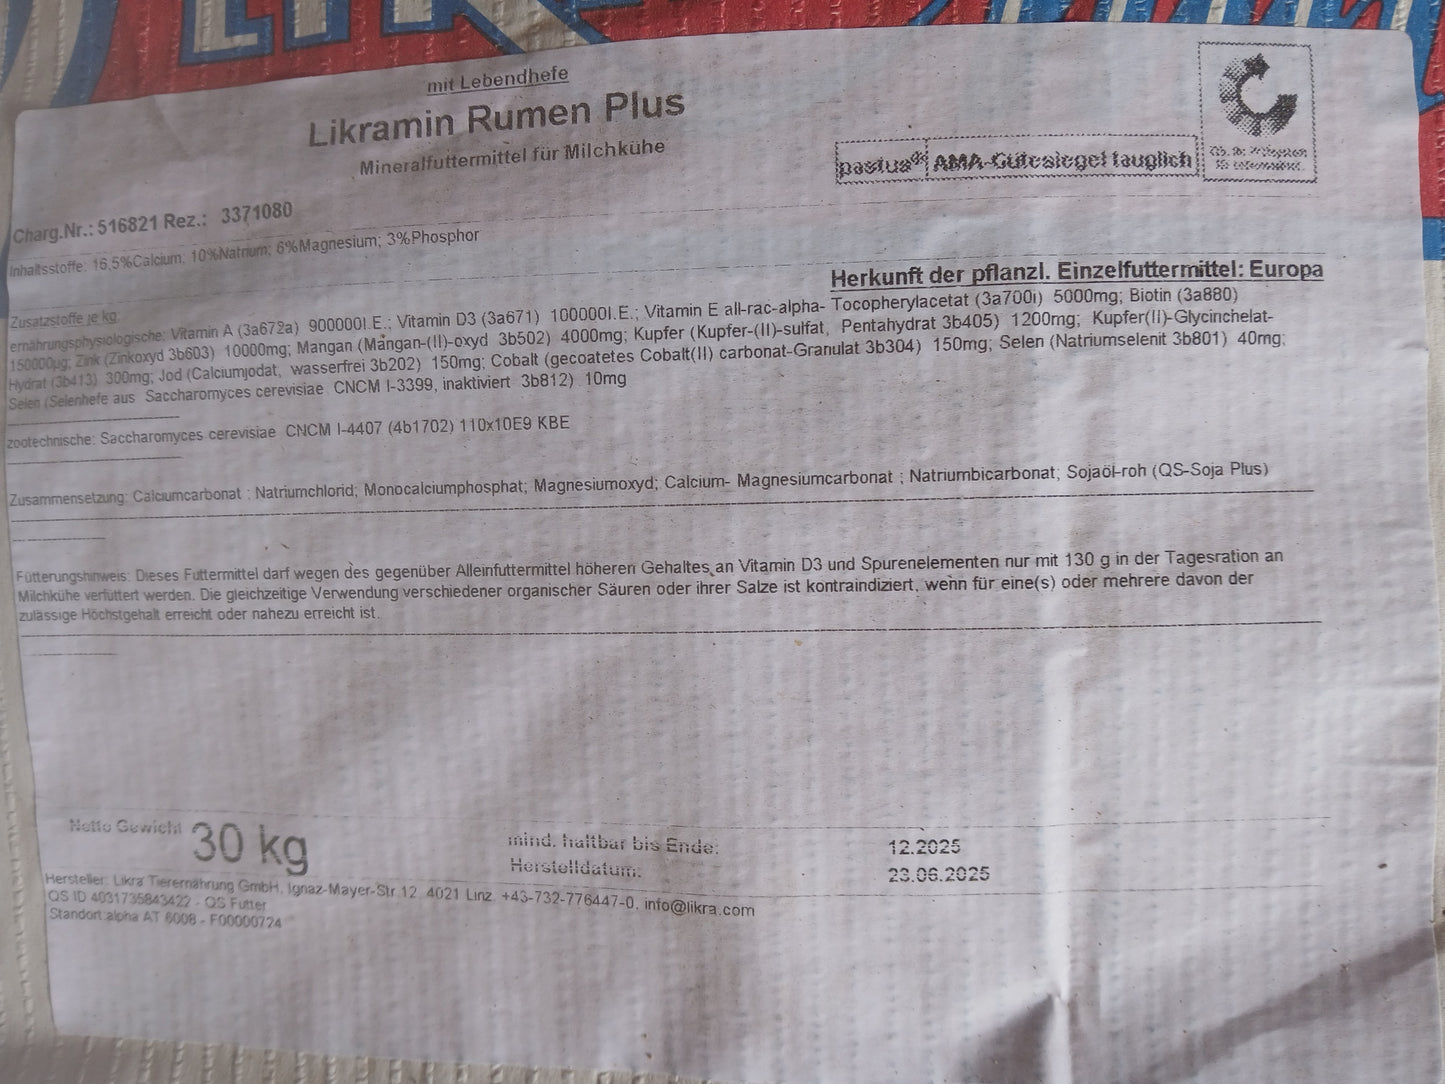 mit Lebendhefe
Likramin Rumen Plus
Mineralfuttermittel für Milchkühe
pastus AMA-Gütesiegel tauglich
Charg.Nr.: 516821 Rez.: 3371080
Inhaltsstoffe: 16,5%Calcium; 10%Natrium; 6%Magnesium; 3%Phosphor
Herkunft der pflanzl. Einzelfuttermittel: Europa
Zusatzstoffe je kg
ernährungsphysiologische: Vitamin A (3a672a) 900000I.E.; Vitamin D3 (3a671) 100000I.E.; Vitamin E all-rac-alpha- Tocopherylacetat (3a700i) 5000mg; Biotin (3a880)
150000µg; Zink (Zinkoxyd 3b603) 10000mg; Mangan (Mangan-(II)-oxyd 3b502) 4000mg; Kupfer (Kupfer-(II)-sulfat, Pentahydrat 3b405) 1200mg; Kupfer(II)-Glycinchelat-
Hydrat (3b413) 300mg; Jod (Calciumjodat, wasserfrei 3b202) 150mg; Cobalt (gecoatetes Cobalt(II) carbonat-Granulat 3b304) 150mg; Selen (Natriumselenit 3b801) 40mg;
Selen (Selenhefe aus Saccharomyces cerevisiae CNCM I-3399, inaktiviert 3b812) 10mg
zootechnische: Saccharomyces cerevisiae CNCM I-4407 (4b1702) 110x10E9 KBE
Zusammensetzung: Calciumcarbonat ; Natriumchlorid; Monocalciumphosphat; Magnesiumoxyd; Calcium- Magnesiumcarbonat ; Natriumbicarbonat; Sojaöl-roh (QS-Soja Plus)
Fütterungshinweis: Dieses Futtermittel darf wegen des gegenüber Alleinfuttermittel höheren Gehaltes an Vitamin D3 und Spurenelementen nur mit 130 g in der Tagesration an
Milchkühe verfüttert werden. Die gleichzeitige Verwendung verschiedener organischer Säuren oder ihrer Salze ist kontraindiziert, wenn für eine(s) oder mehrere davon der
zulässige Höchstgehalt erreicht oder nahezu erreicht ist.
Netto Gewicht 30 kg
mind. haltbar bis Ende: 12.2025
Herstelldatum: 23.06.2025
Hersteller: Likra Tierernährung GmbH, Ignaz-Mayer-Str.12, 4021 Linz, +43-732-776447-0, info@likra.com
QS ID 4031735843422 - QS Futter
Standort:alpha AT 6008 - F00000724